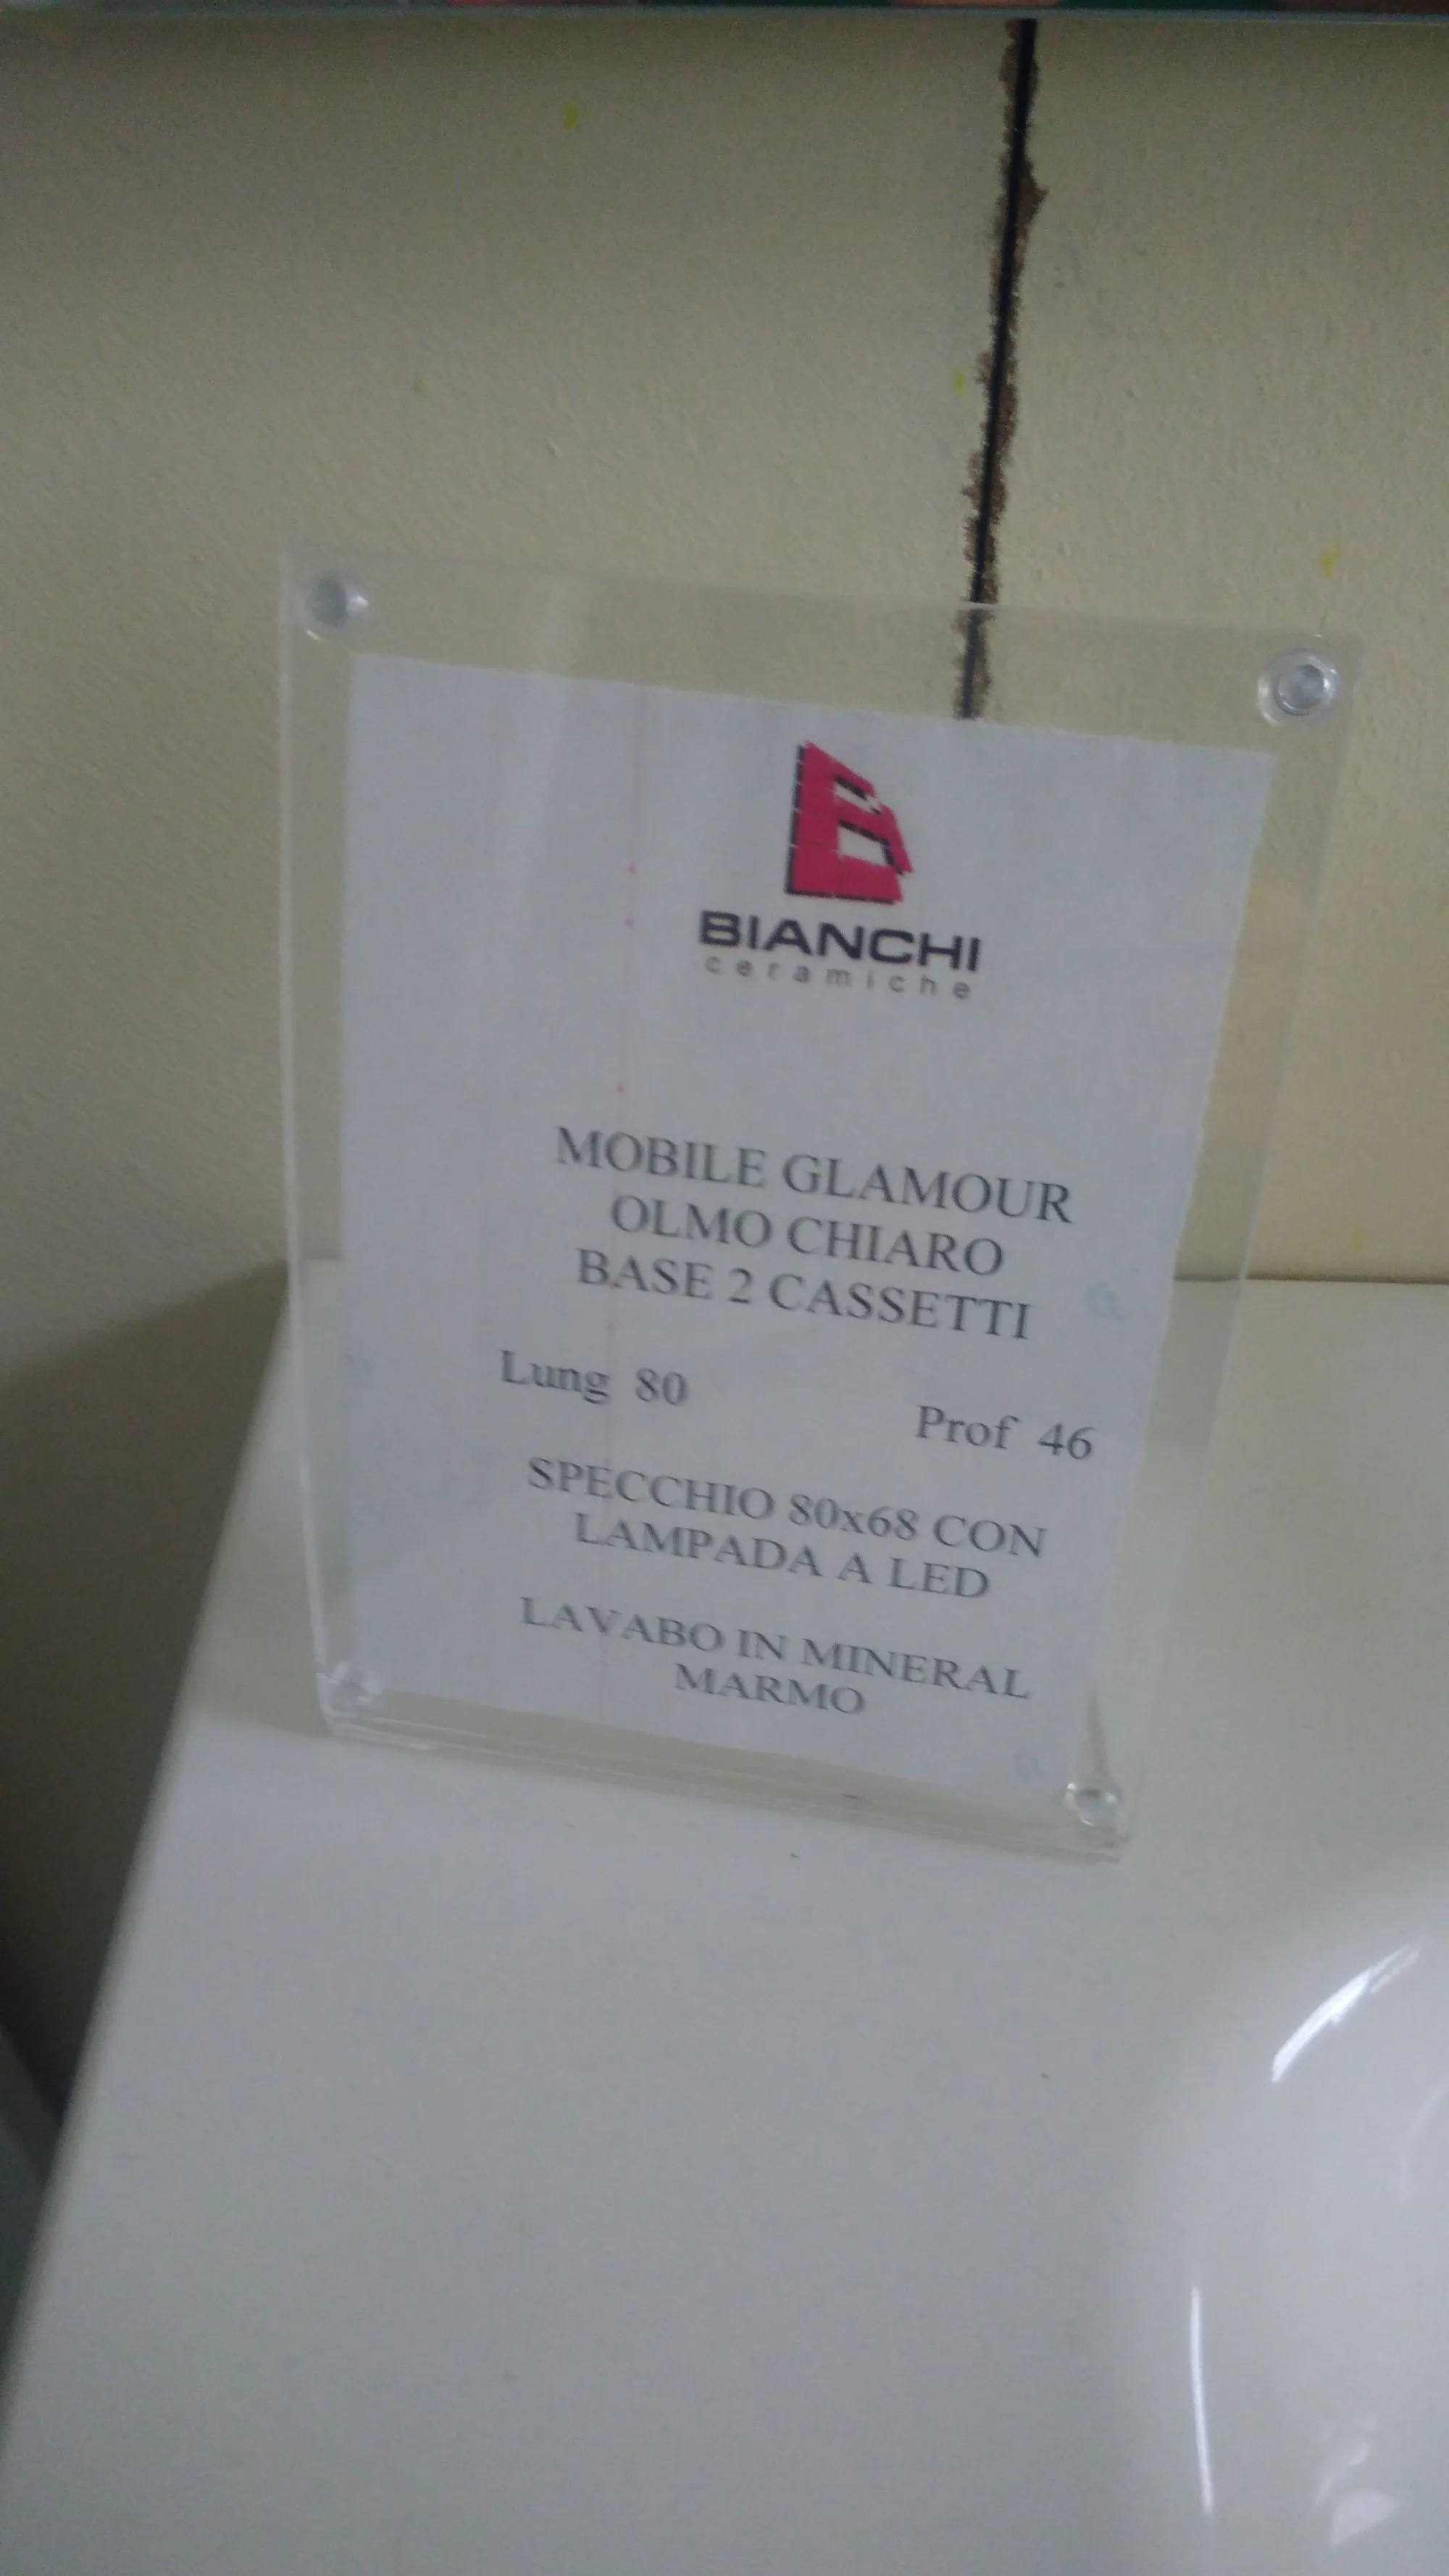 BIANCHI
ceramiche
MOBILE GLAMOUR
OLMO CHIARO
BASE 2 CASSETTI
Lung 80
Prof 46
SPECCHIO 80x68 CON
LAMPADA A LED
LAVABO IN MINERAL
MARMO